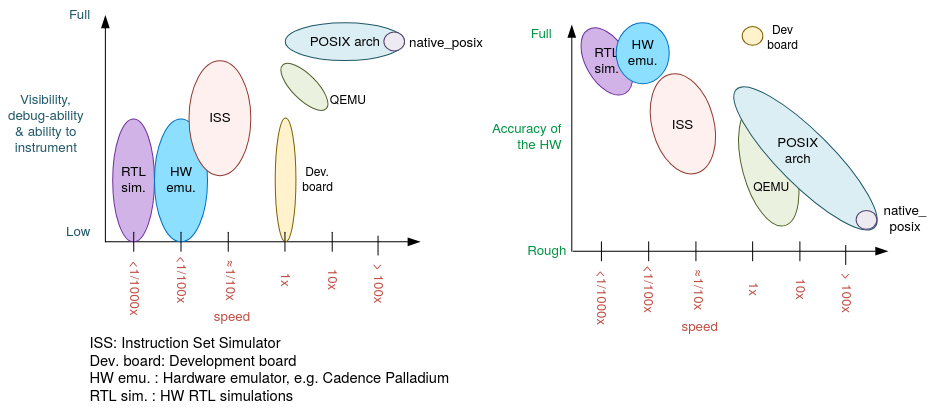 Full
Visibility,
debug-ability
& ability to
instrument
Low
POSIX arch
native_posix
QEMU
ISS
RTL
sim.
HW
emu.
Dev.
board
<1/1000x
<1/100x
≈1/10x
1x
10x
> 100x
speed
ISS: Instruction Set Simulator
Dev. board: Development board
HW emu. : Hardware emulator, e.g. Cadence Palladium
RTL sim. : HW RTL simulations
Full
Accuracy of
the HW
Rough
RTL
sim.
HW
emu.
Dev
board
ISS
POSIX
arch
QEMU
native_
posix
<1/1000x
<1/100x
≈1/10x
1x
10x
> 100x
speed